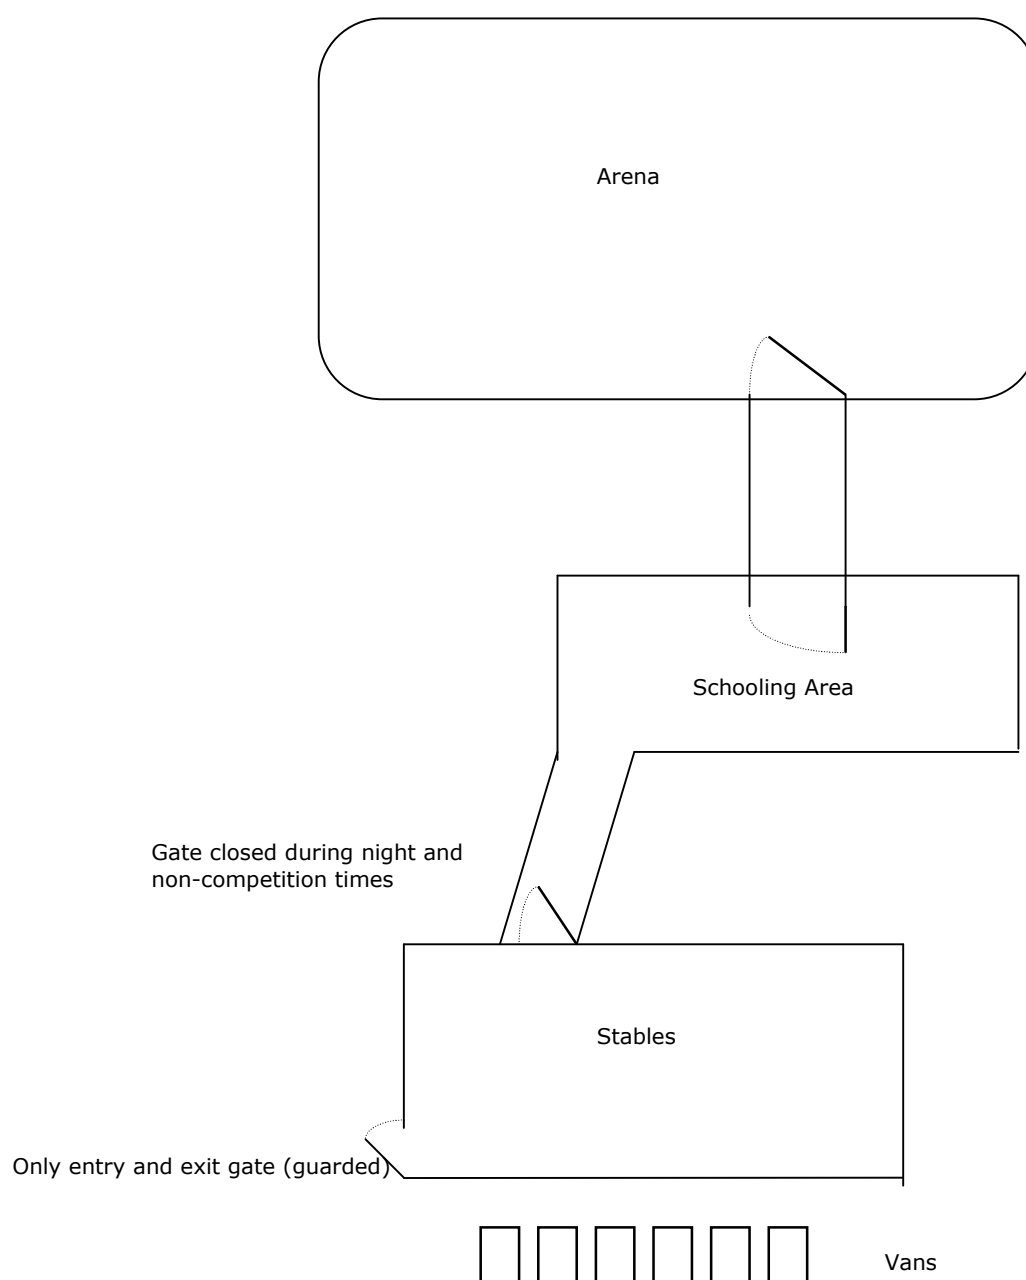 Arena
Schooling Area
Gate closed during night and
non-competition times
Stables
Only entry and exit gate (guarded)
Vans